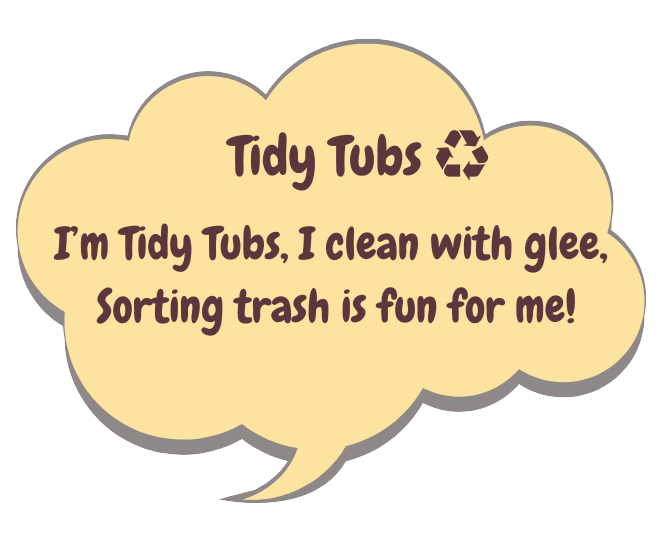 Tidy Tubs ♻
I'm Tidy Tubs, I clean with glee,
Sorting trash is fun for me!